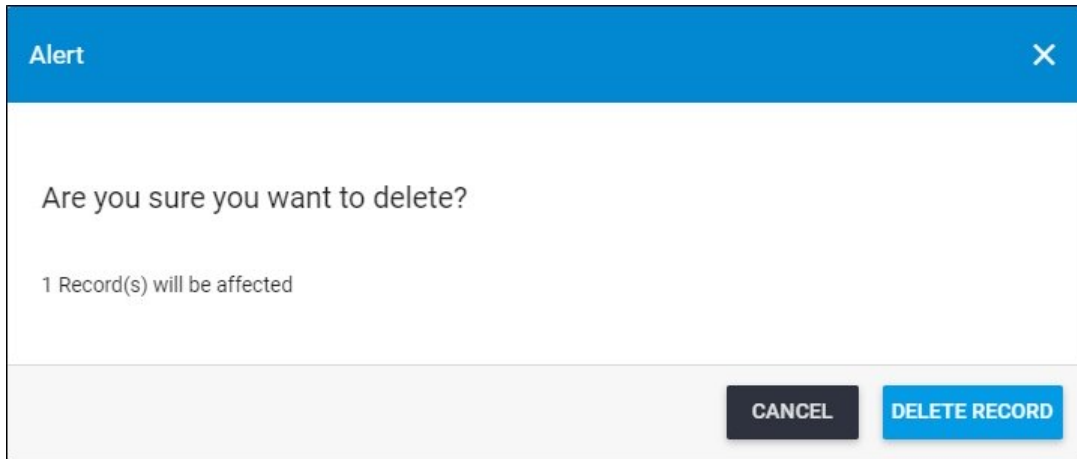 Alert
Are you sure you want to delete?
1 Record(s) will be affected
CANCEL DELETE RECORD